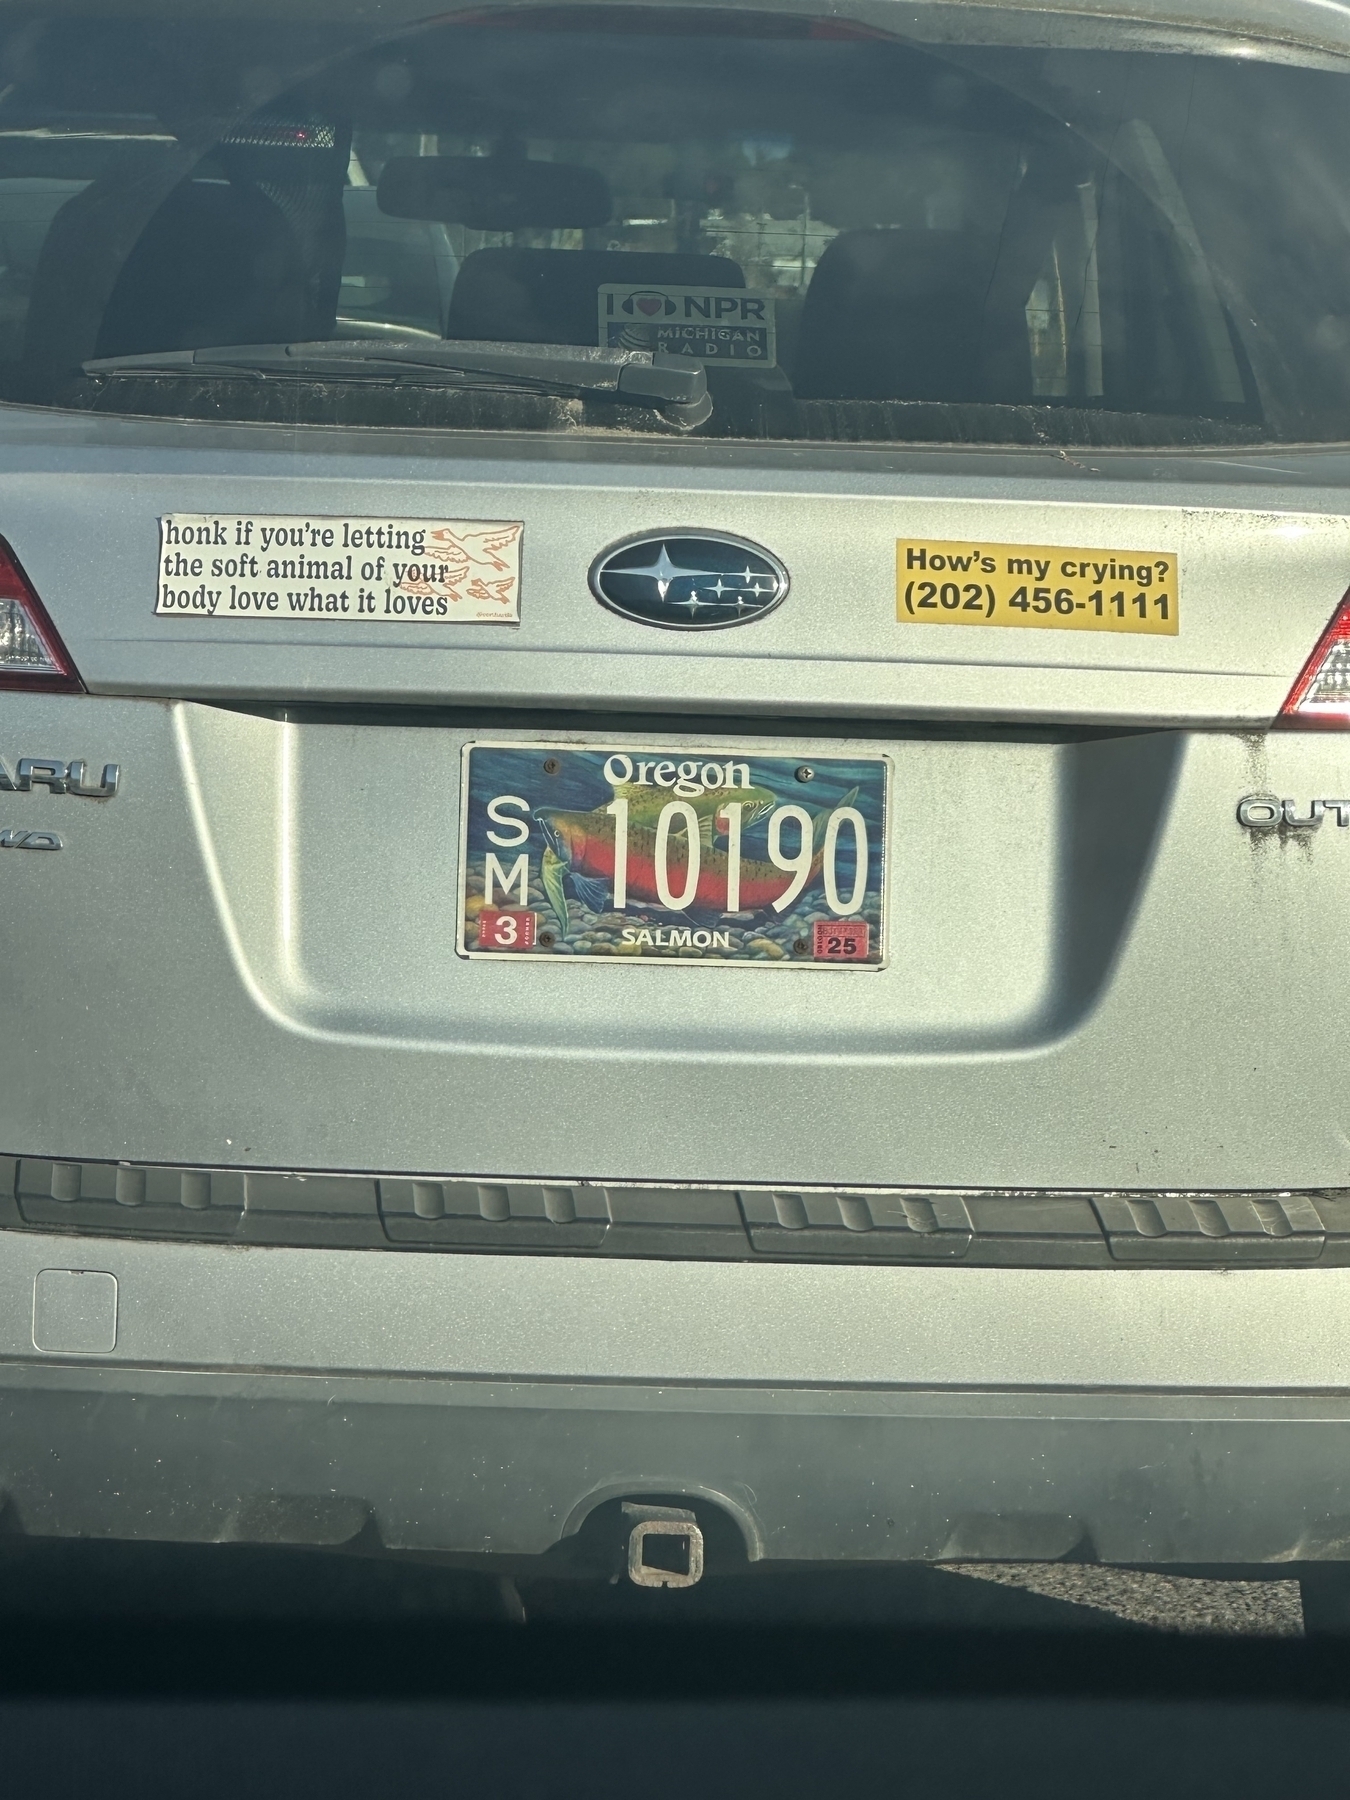 I NPR
MICHIGAN
RADIO
honk if you're letting
the soft animal of your
body love what it loves
How's my crying?
(202) 456-1111
ARU
WD
OUT
Oregon
SM 10190
3
25
SALMON